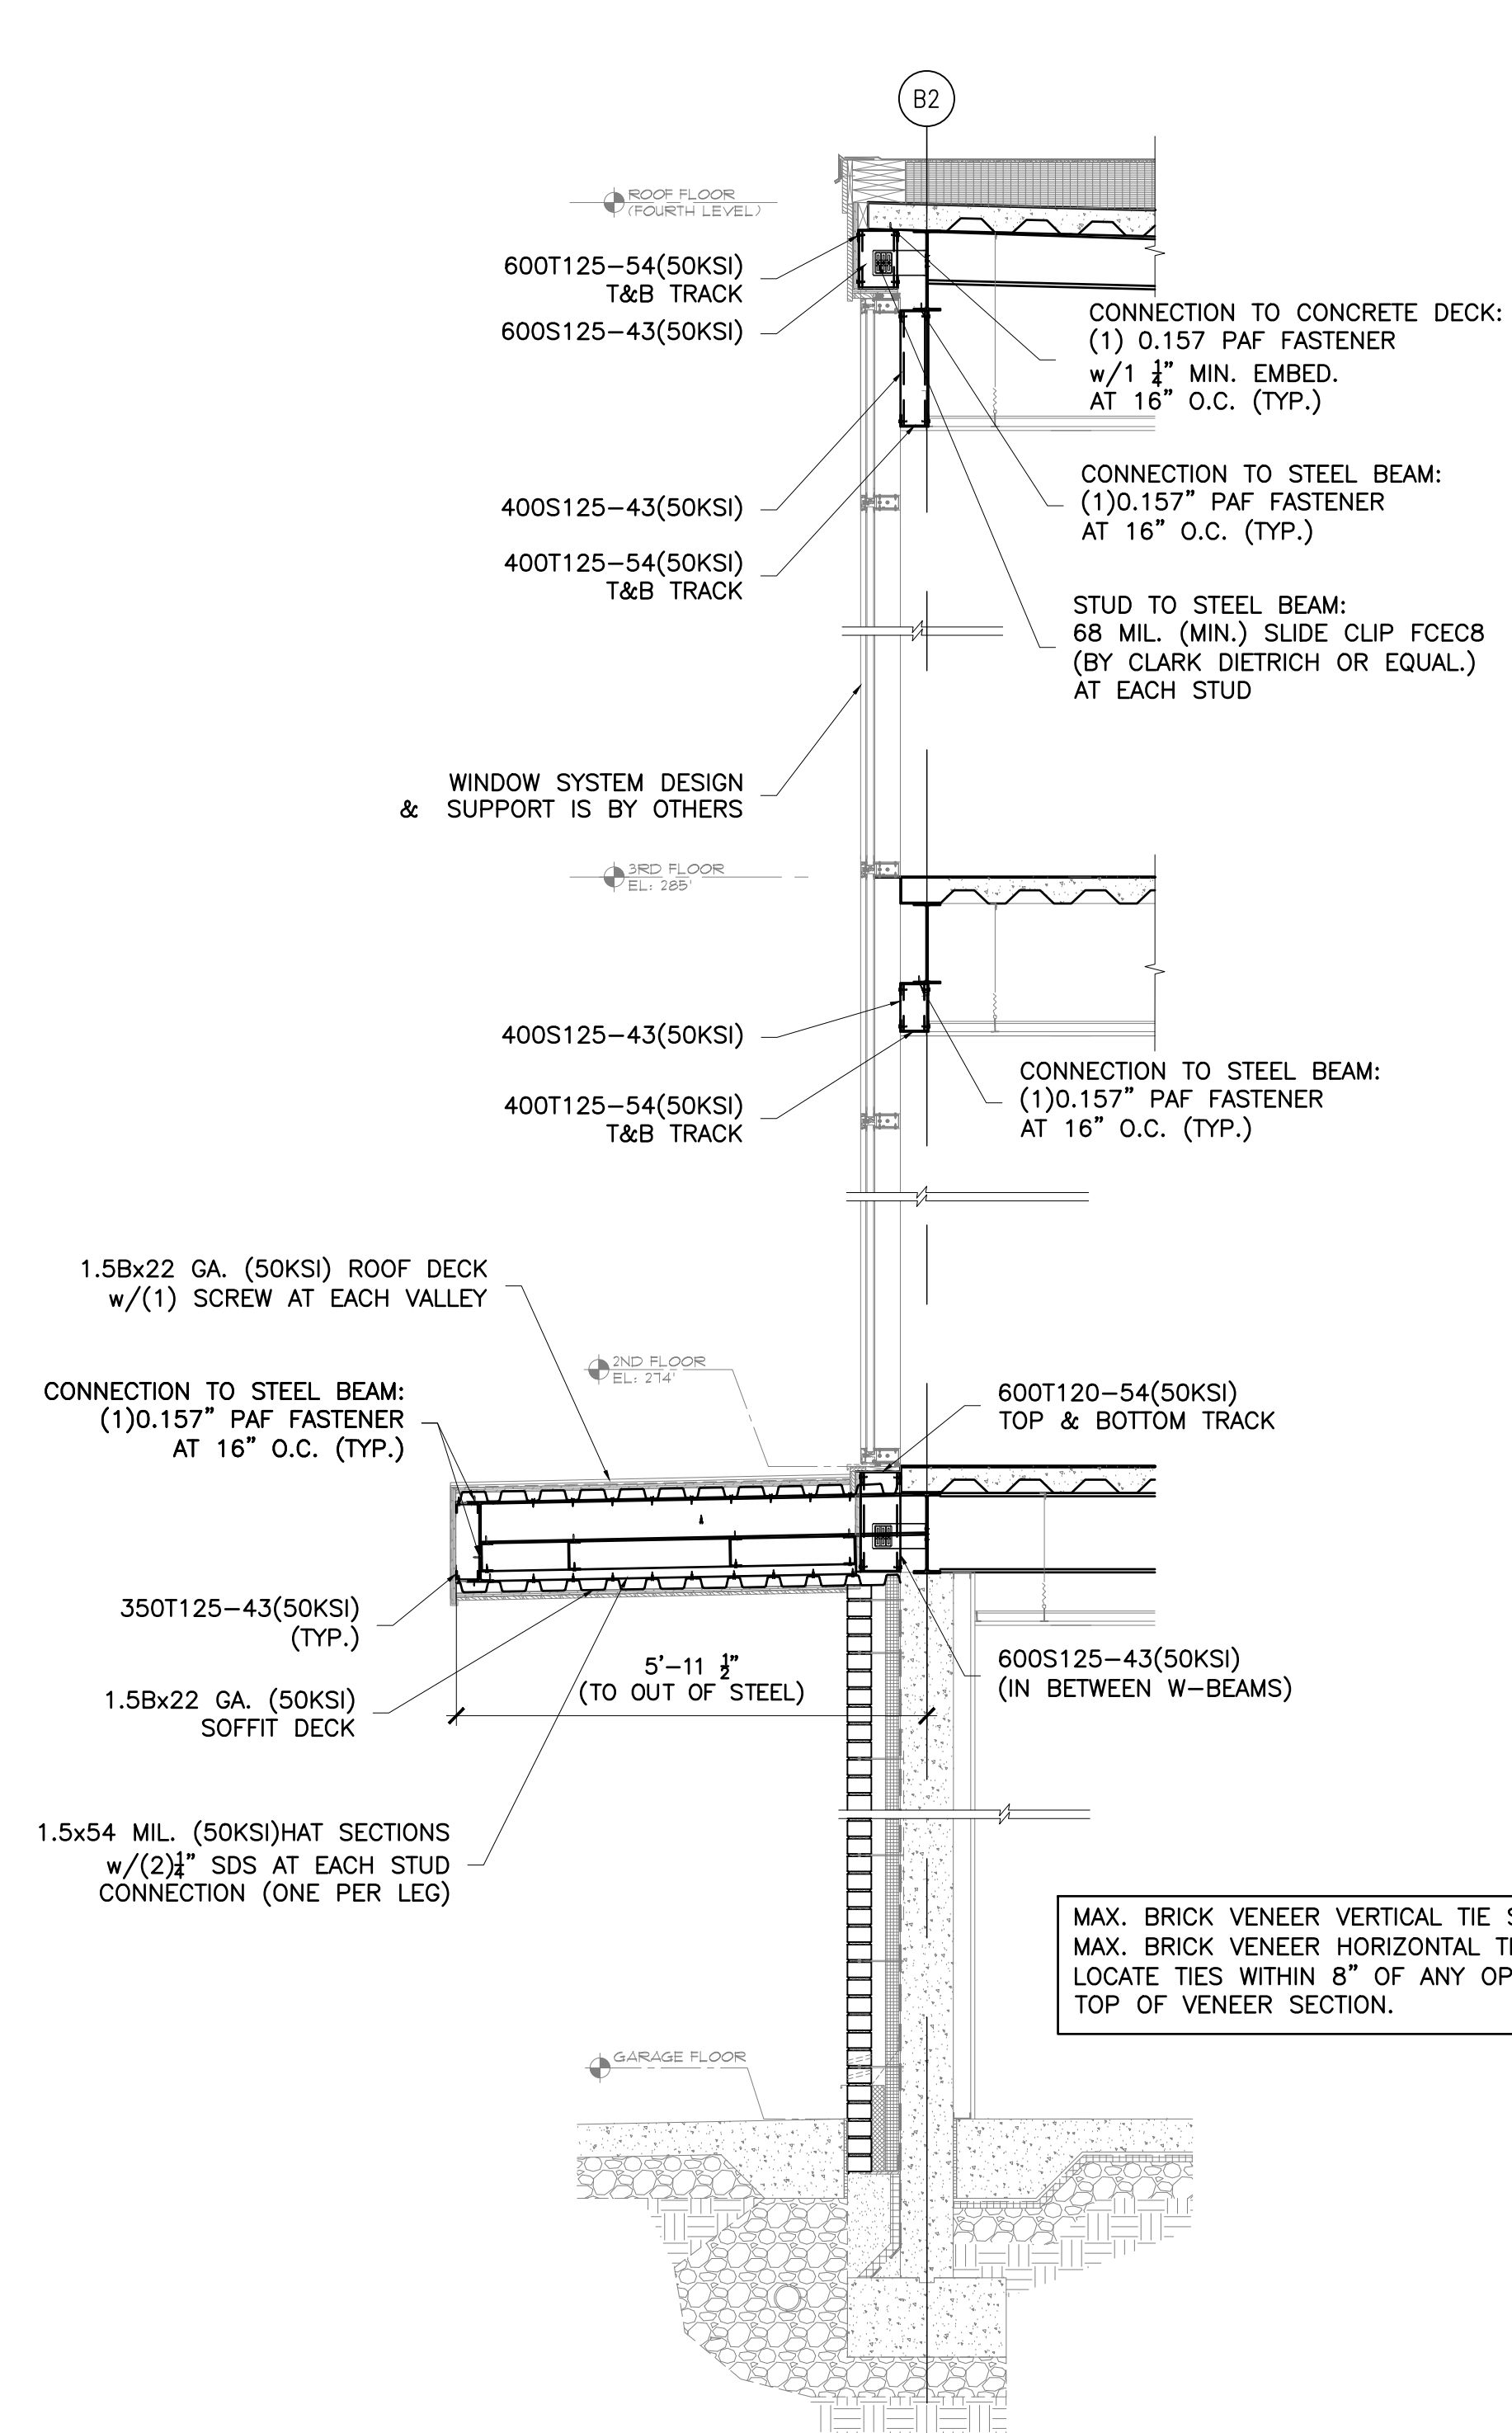 B2
ROOF FLOOR
(FOURTH LEVEL)
600T125-54(50KSI)
T&B TRACK
600S125-43(50KSI)
CONNECTION TO CONCRETE DECK:
(1) 0.157 PAF FASTENER
w/1 1/4" MIN. EMBED.
AT 16" O.C. (TYP.)
400S125-43(50KSI)
400T125-54(50KSI)
T&B TRACK
CONNECTION TO STEEL BEAM:
(1)0.157" PAF FASTENER
AT 16" O.C. (TYP.)
STUD TO STEEL BEAM:
68 MIL. (MIN.) SLIDE CLIP FCEC8
(BY CLARK DIETRICH OR EQUAL.)
AT EACH STUD
WINDOW SYSTEM DESIGN
& SUPPORT IS BY OTHERS
3RD FLOOR
EL: 285'
400S125-43(50KSI)
400T125-54(50KSI)
T&B TRACK
CONNECTION TO STEEL BEAM:
(1)0.157" PAF FASTENER
AT 16" O.C. (TYP.)
1.5Bx22 GA. (50KSI) ROOF DECK
w/(1) SCREW AT EACH VALLEY
2ND FLOOR
EL: 274'
CONNECTION TO STEEL BEAM:
(1)0.157" PAF FASTENER
AT 16" O.C. (TYP.)
600T120-54(50KSI)
TOP & BOTTOM TRACK
350T125-43(50KSI)
(TYP.)
5'-11 1/2"
(TO OUT OF STEEL)
600S125-43(50KSI)
(IN BETWEEN W-BEAMS)
1.5Bx22 GA. (50KSI)
SOFFIT DECK
1.5x54 MIL. (50KSI)HAT SECTIONS
w/(2)1/4" SDS AT EACH STUD
CONNECTION (ONE PER LEG)
MAX. BRICK VENEER VERTICAL TIE
MAX. BRICK VENEER HORIZONTAL
LOCATE TIES WITHIN 8" OF ANY
TOP OF VENEER SECTION.
GARAGE FLOOR